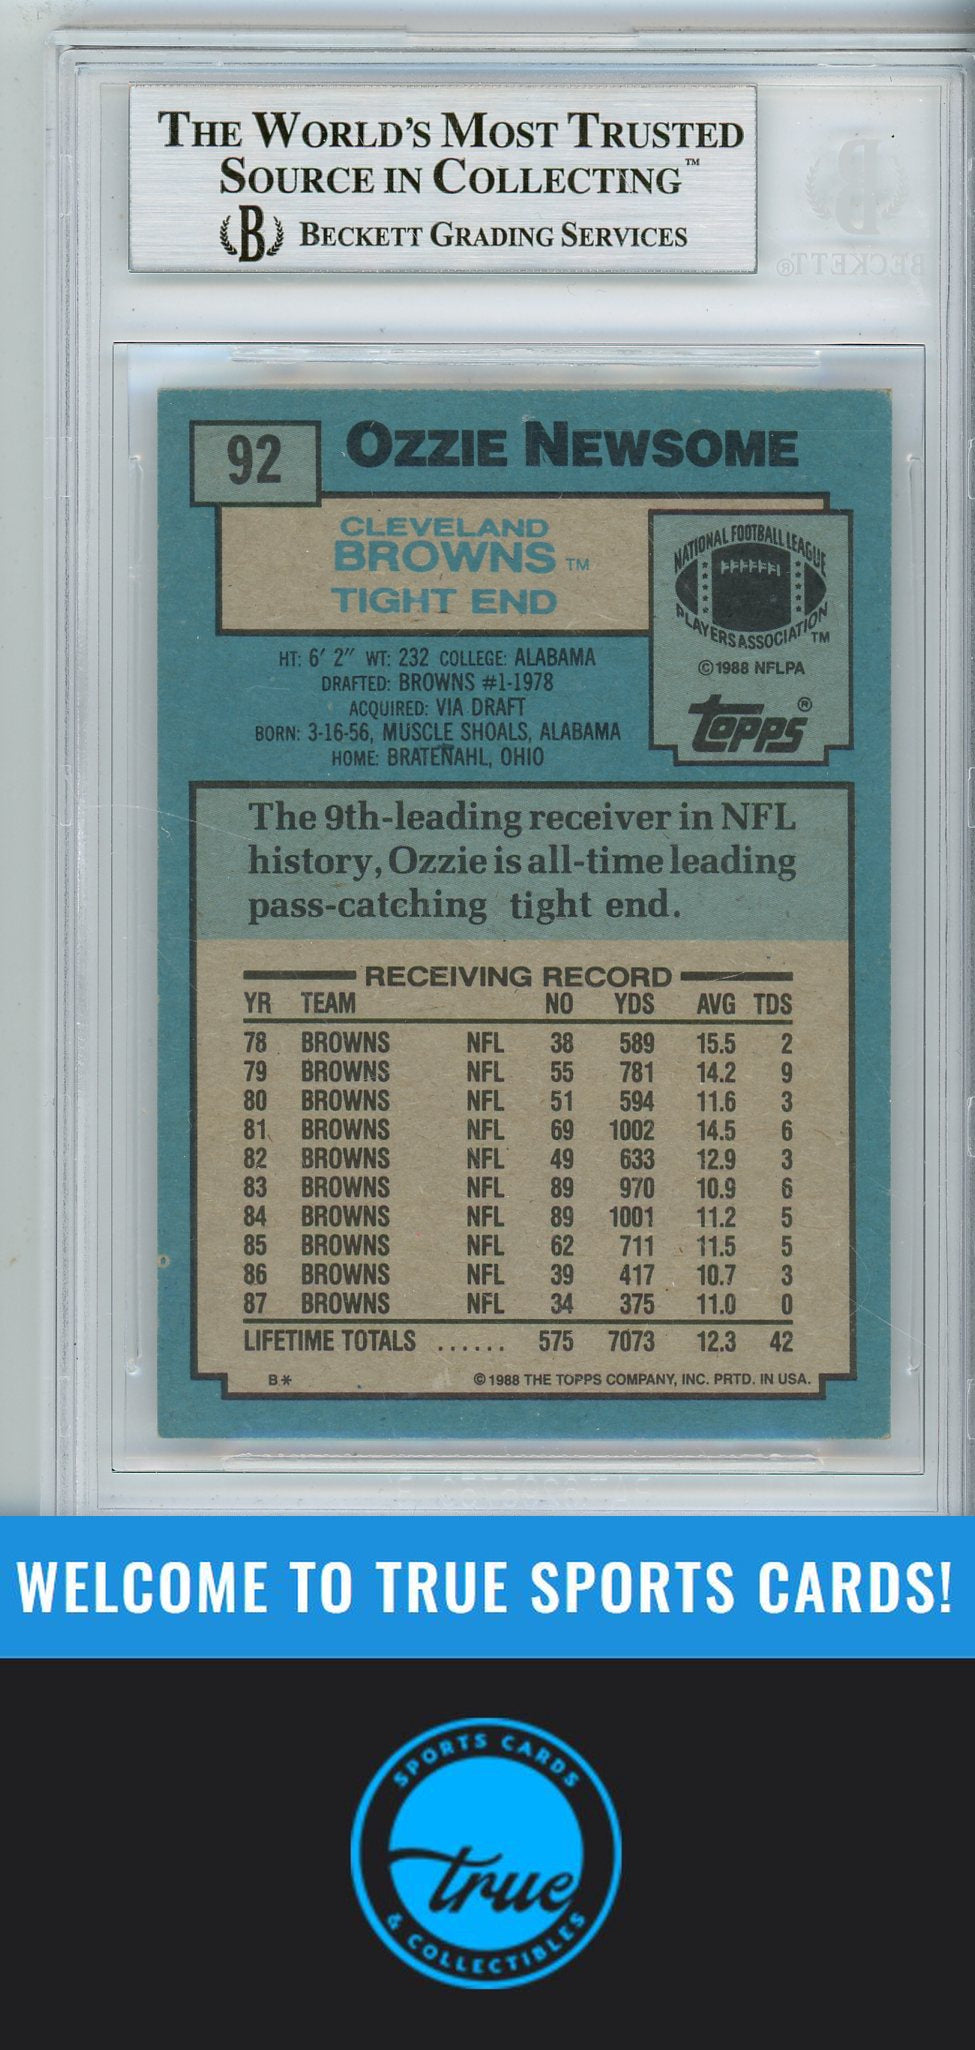 THE WORLD'S MOST TRUSTED
SOURCE IN COLLECTING™
B BECKETT GRADING SERVICES
B
BECKETT®
92 OZZIE NEWSOME
CLEVELAND
BROWNS™
TIGHT END
NATIONAL FOOTBALL LEAGUE
PLAYERS ASSOCIATION™
©1988 NFLPA
topps®
HT: 6' 2" WT: 232 COLLEGE: ALABAMA
DRAFTED: BROWNS #1-1978
ACQUIRED: VIA DRAFT
BORN: 3-16-56, MUSCLE SHOALS, ALABAMA
HOME: BRATENAHL, OHIO
The 9th-leading receiver in NFL
history, Ozzie is all-time leading
pass-catching tight end.
RECEIVING RECORD
YR TEAM NO YDS AVG TDS
78 BROWNS NFL 38 589 15.5 2
79 BROWNS NFL 55 781 14.2 9
80 BROWNS NFL 51 594 11.6 3
81 BROWNS NFL 69 1002 14.5 6
82 BROWNS NFL 49 633 12.9 3
83 BROWNS NFL 89 970 10.9 6
84 BROWNS NFL 89 1001 11.2 5
85 BROWNS NFL 62 711 11.5 5
86 BROWNS NFL 39 417 10.7 3
87 BROWNS NFL 34 375 11.0 0
LIFETIME TOTALS ...... 575 7073 12.3 42
B* ©1988 THE TOPPS COMPANY, INC. PRTD. IN USA.
WELCOME TO TRUE SPORTS CARDS!
SPORTS CARDS
true
& COLLECTIBLES